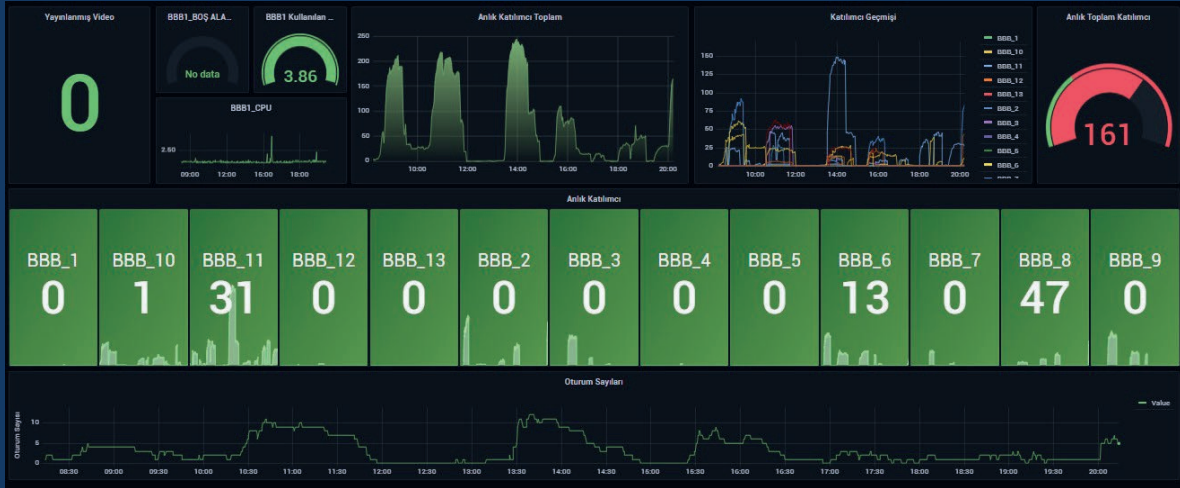 Yayınlanmış Video
0
BBB1_BOŞ ALA...
No data
BBB1 Kullanılan ...
3.86
BBB1_CPU
2.50
09:00 12:00 16:00 18:00
Anlık Katılımcı Toplam
250
200
150
100
50
0
10:00 12:00 14:00 16:00 18:00 20:00
Katılımcı Geçmişi
150
125
100
75
50
25
0
10:00 12:00 14:00 16:00 18:00 20:00
BBB_1
BBB_10
BBB_11
BBB_12
BBB_13
BBB_2
BBB_3
BBB_4
BBB_5
BBB_6
Anlık Toplam Katılımcı
161
Anlık Katılımcı
BBB_1 BBB_10 BBB_11 BBB_12 BBB_13 BBB_2 BBB_3 BBB_4 BBB_5 BBB_6 BBB_7 BBB_8 BBB_9
0 1 31 0 0 0 0 0 0 13 0 47 0
Oturum Sayıları
Oturum Sayısı
10
5
0
08:30 09:00 09:30 10:00 10:30 11:00 11:30 12:00 12:30 13:00 13:30 14:00 14:30 15:00 15:30 16:00 16:30 17:00 17:30 18:00 18:30 19:00 19:30 20:00
Value